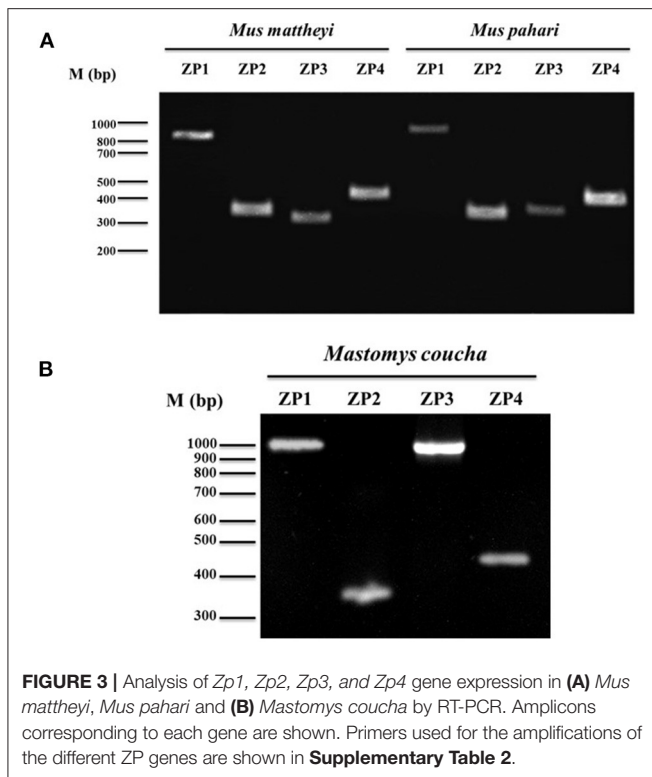 A
Mus mattheyi Mus pahari
M (bp) ZP1 ZP2 ZP3 ZP4 ZP1 ZP2 ZP3 ZP4
1000
800
700
500
400
300
200
B
Mastomys coucha
M (bp) ZP1 ZP2 ZP3 ZP4
1000
900
800
700
600
500
400
300
FIGURE 3 | Analysis of Zp1, Zp2, Zp3, and Zp4 gene expression in (A) Mus
mattheyi, Mus pahari and (B) Mastomys coucha by RT-PCR. Amplicons
corresponding to each gene are shown. Primers used for the amplifications of
the different ZP genes are shown in Supplementary Table 2.